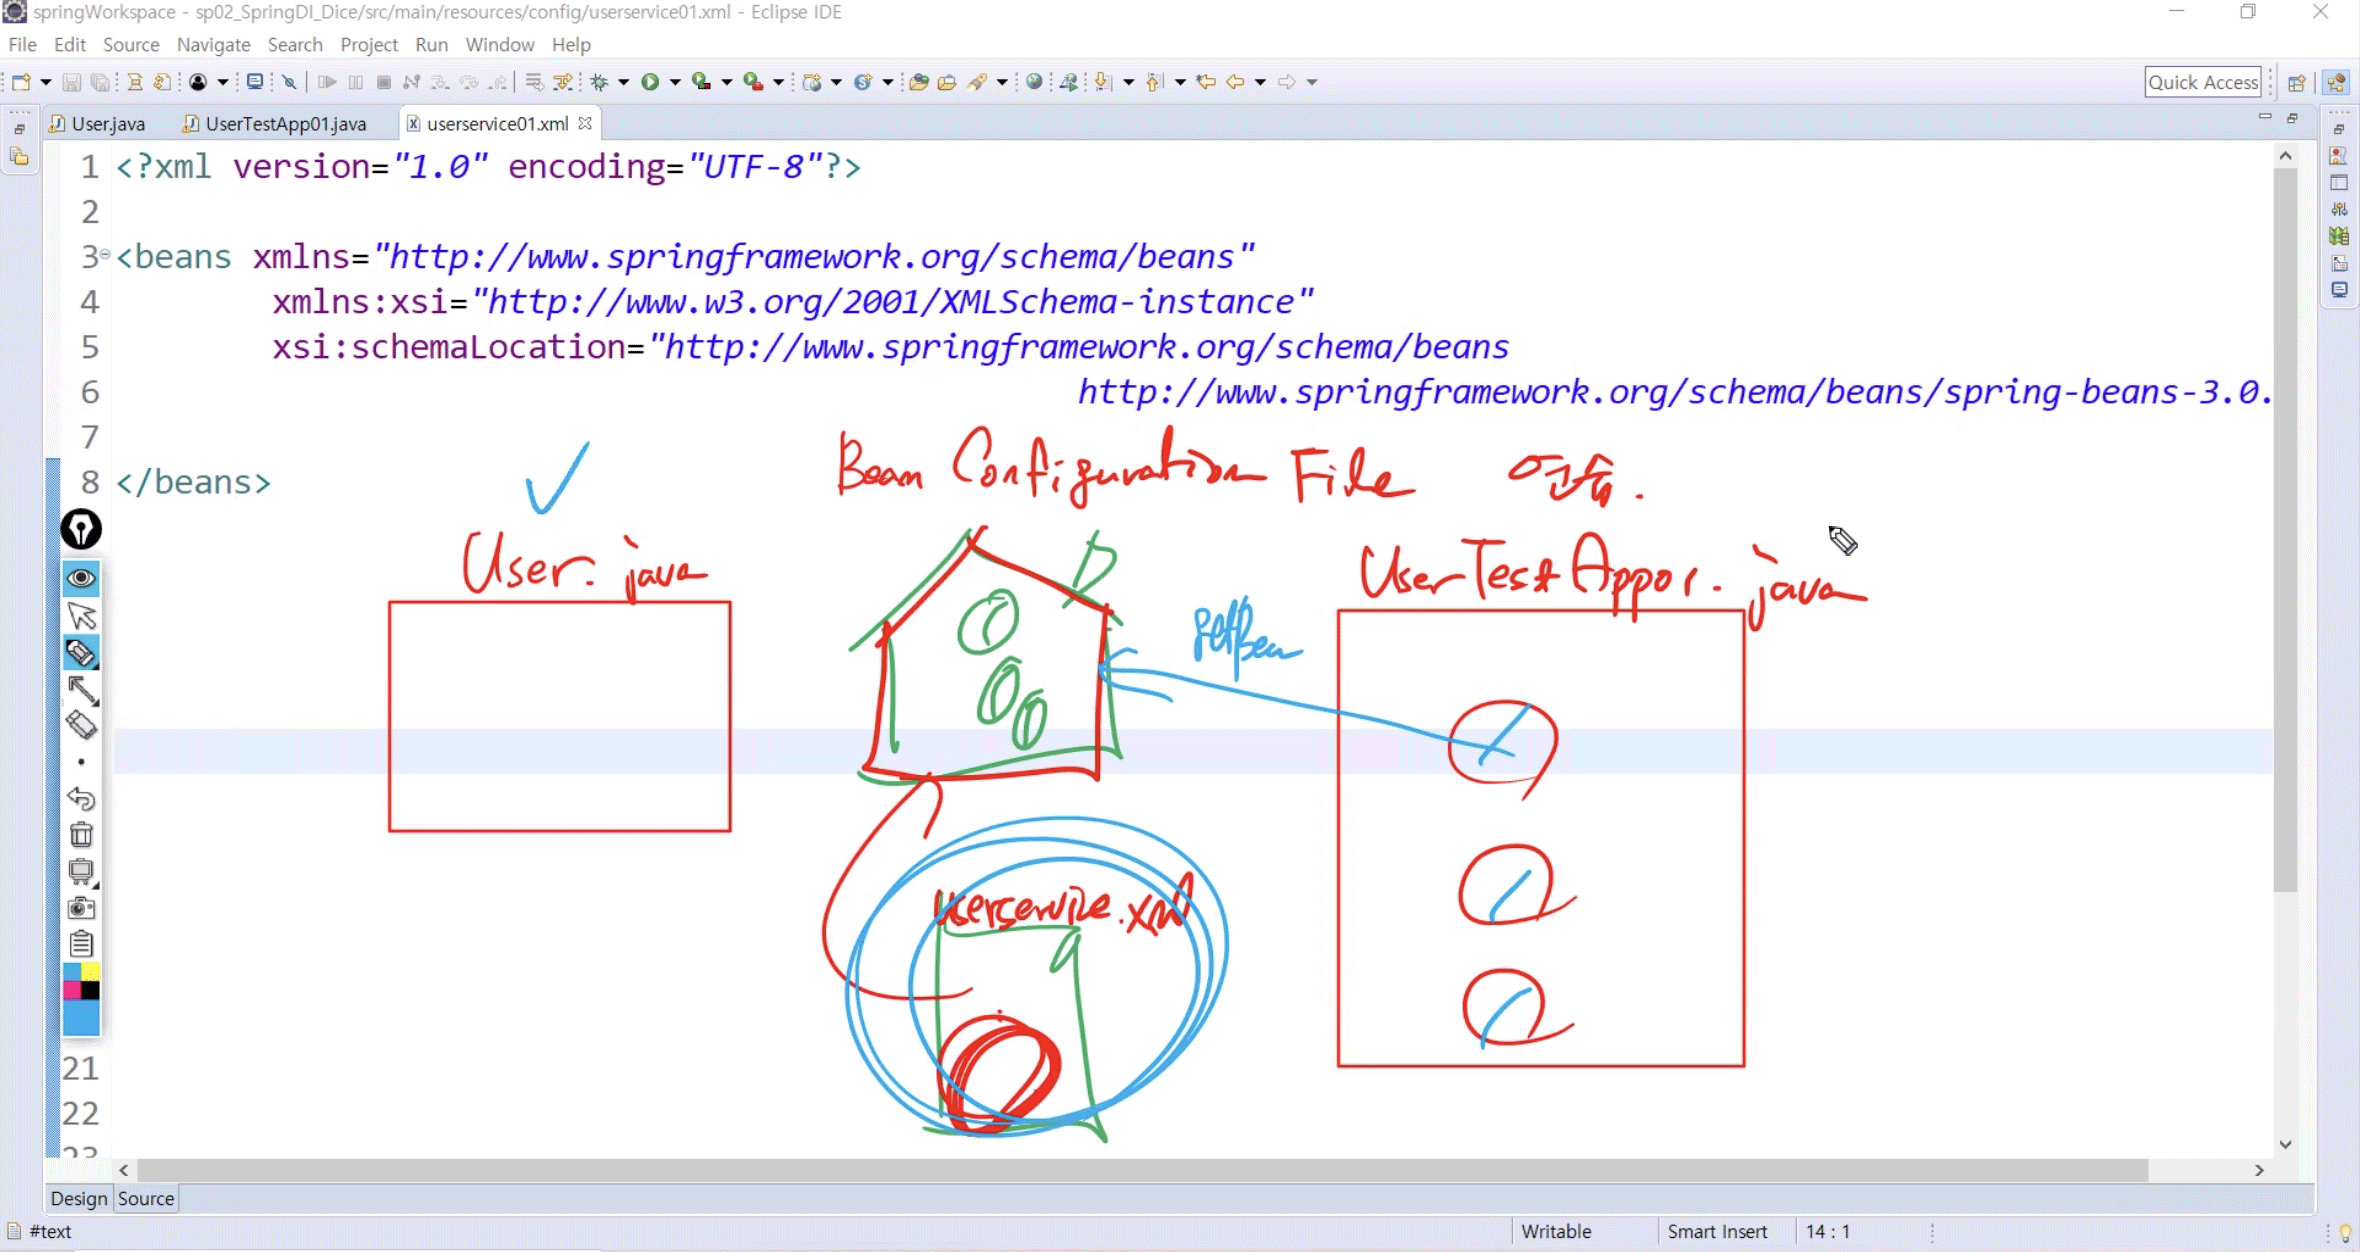 springWorkspace - sp02_SpringDI_Dice/src/main/resources/config/userservice01.xml - Eclipse IDE
File Edit Source Navigate Search Project Run Window Help
Quick Access
User.java UserTestApp01.java userservice01.xml
1 <?xml version="1.0" encoding="UTF-8"?>
2
3 <beans xmlns="http://www.springframework.org/schema/beans"
4 xmlns:xsi="http://www.w3.org/2001/XMLSchema-instance"
5 xsi:schemaLocation="http://www.springframework.org/schema/beans
6 http://www.springframework.org/schema/beans/spring-beans-3.0.
7
8 </beans>
Bean Configuration File 연습.
User.java
UserTestApp01.java
getBean
userservice.xml
21
22
23
Design Source
#text Writable Smart Insert 14 : 1